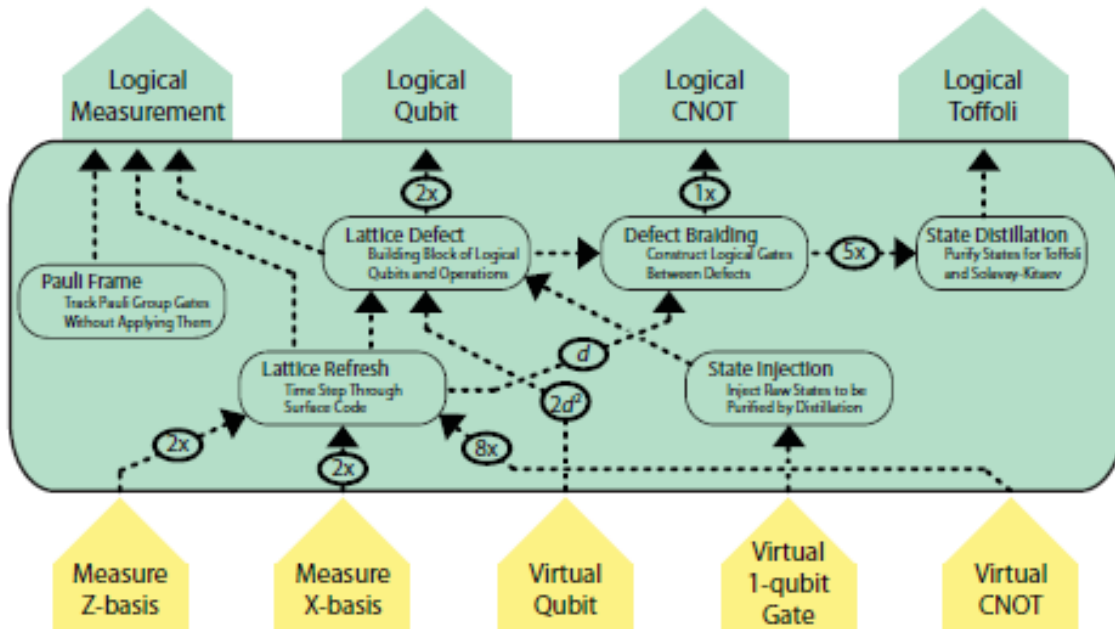 Logical
Measurement
Logical
Qubit
Logical
CNOT
Logical
Toffoli
2x
1x
Lattice Defect
Building Block of Logical
Qubits and Operations
Defect Braiding
Construct Logical Gates
Between Defects
5x
State Distillation
Purify States for Toffoli
and Solovay-Kitaev
Pauli Frame
Track Pauli Group Gates
Without Applying Them
Lattice Refresh
Time Step Through
Surface Code
d
2d²
State Injection
Inject Raw States to be
Purified by Distillation
2x
2x
8x
Measure
Z-basis
Measure
X-basis
Virtual
Qubit
Virtual
1-qubit
Gate
Virtual
CNOT